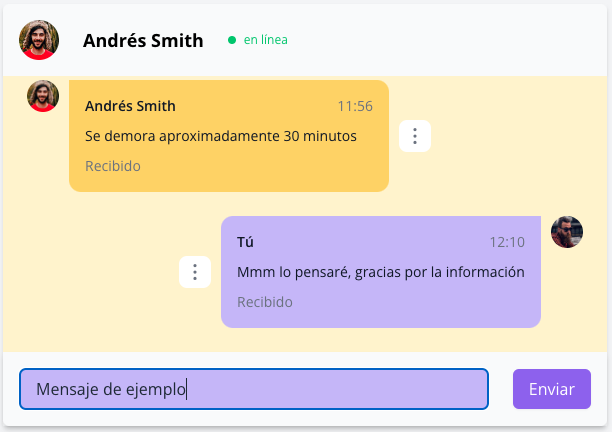 Andrés Smith
en línea
Andrés Smith 11:56
Se demora aproximadamente 30 minutos
Recibido
Tú 12:10
Mmm lo pensaré, gracias por la información
Recibido
Mensaje de ejemplo
Enviar